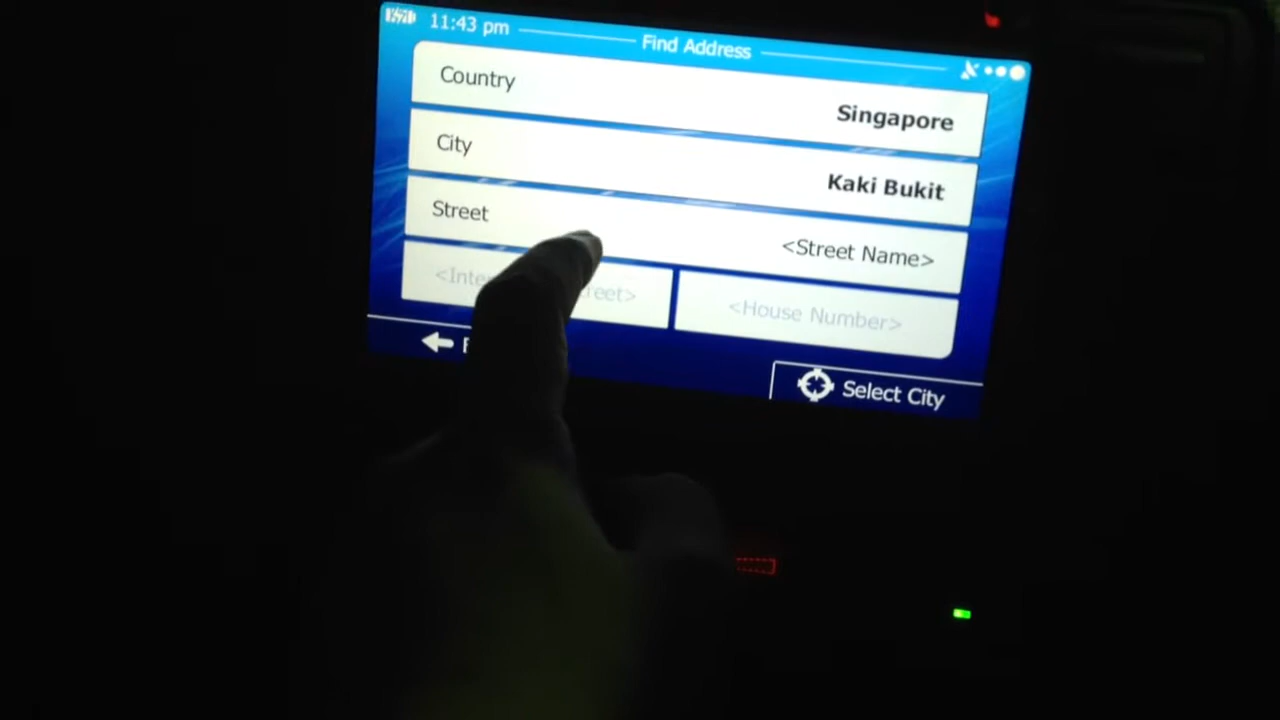 11:43 pm
Find Address
Country
Singapore
City
Kaki Bukit
Street
<Street Name>
<House Number>
Select City